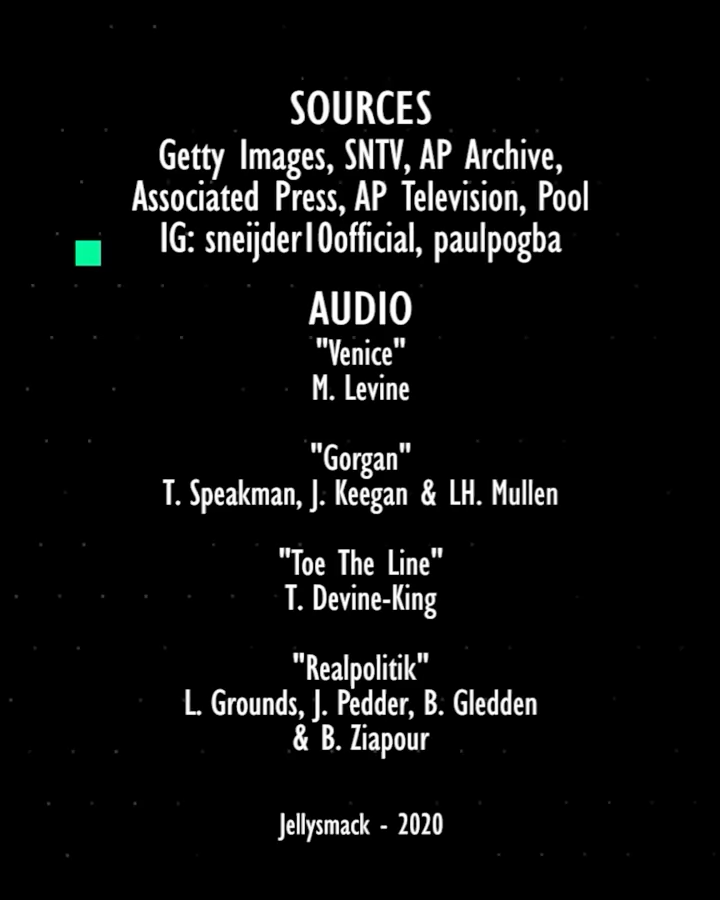 SOURCES
Getty Images, SNTV, AP Archive,
Associated Press, AP Television, Pool
IG: sneijder10official, paulpogba
AUDIO
"Venice"
M. Levine
"Gorgan"
T. Speakman, J. Keegan & LH. Mullen
"Toe The Line"
T. Devine-King
"Realpolitik"
L. Grounds, J. Pedder, B. Gledden
& B. Ziapour
Jellysmack - 2020